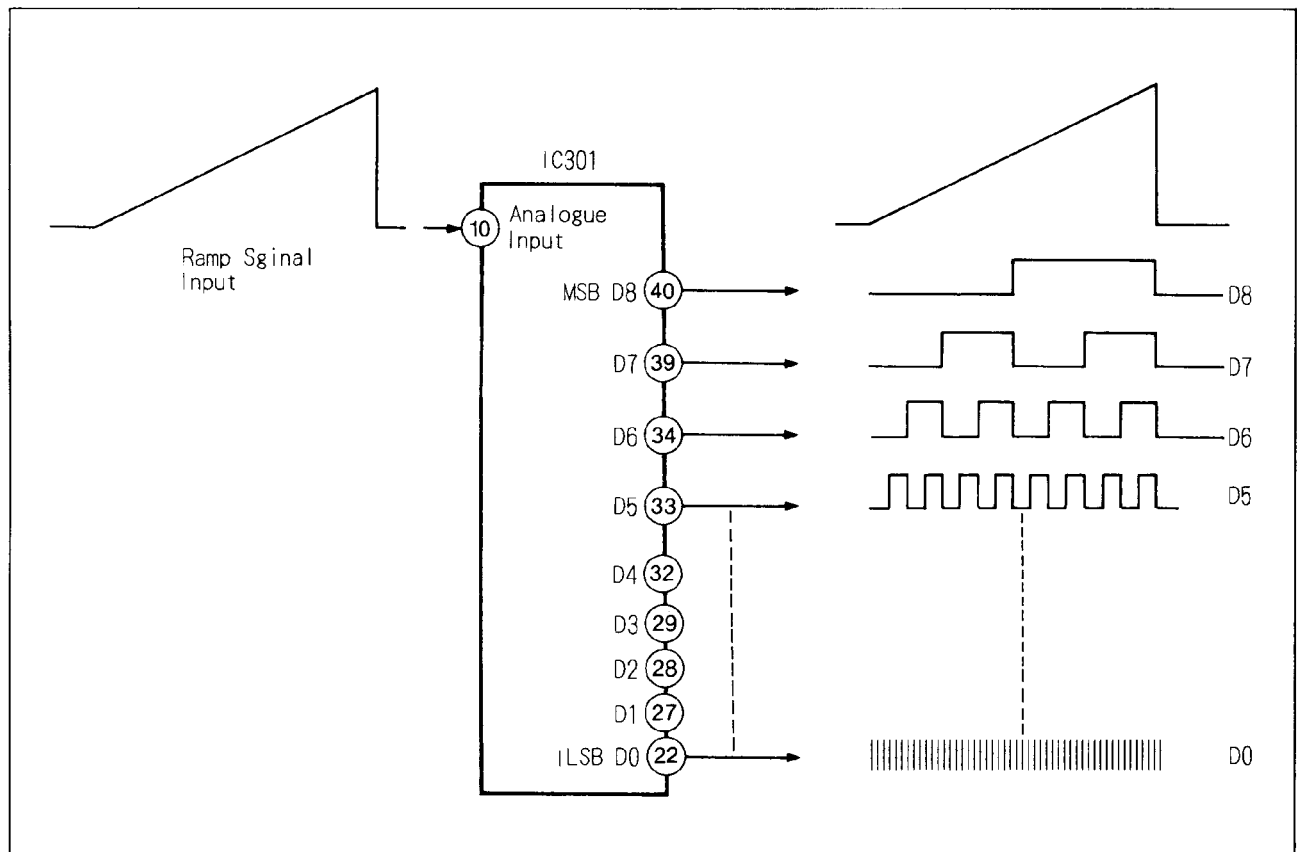 IC301
10
Analogue
Input
Ramp Sginal
Input
MSB D8 40
D8
D7 39
D7
D6 34
D6
D5 33
D5
D4 32
D3 29
D2 28
D1 27
LSB D0 22
D0